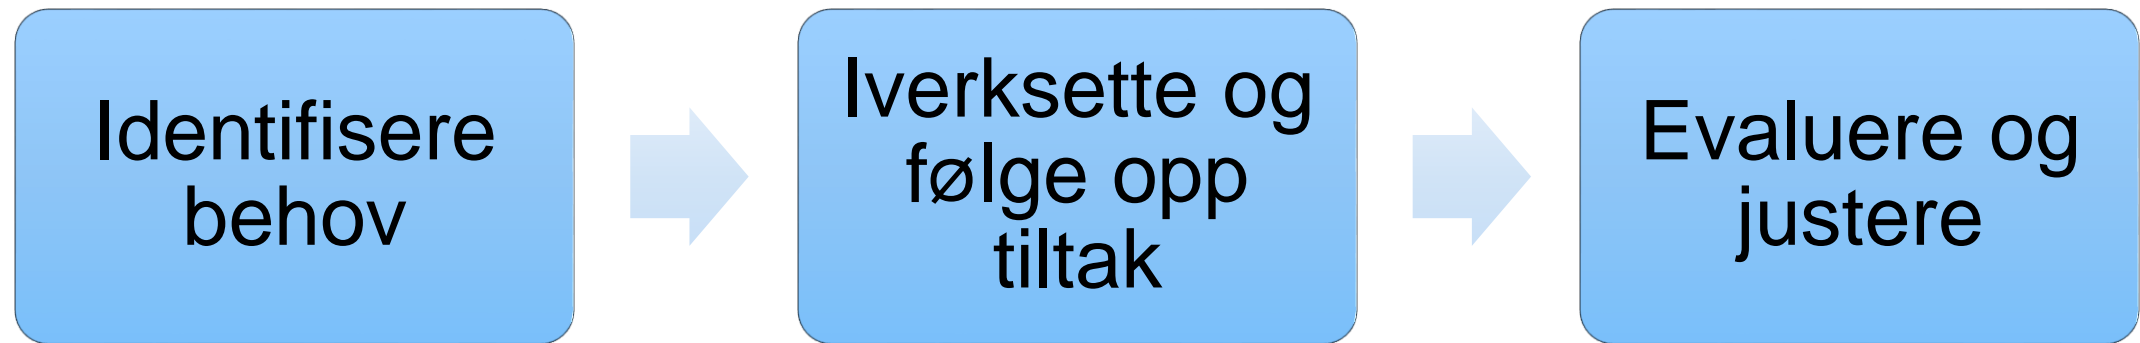 Identifisere
behov
Iverksette og
følge opp
tiltak
Evaluere og
justere